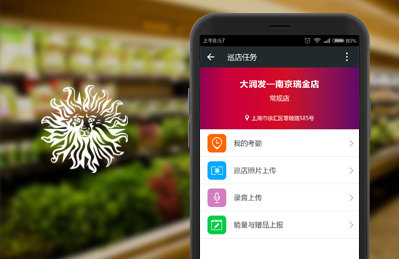 上午8:57
80%
巡店任务
大润发—南京瑞金店
常规店
上海市徐汇区零陵路585号
我的考勤
巡店照片上传
录音上传
销量与赠品上报